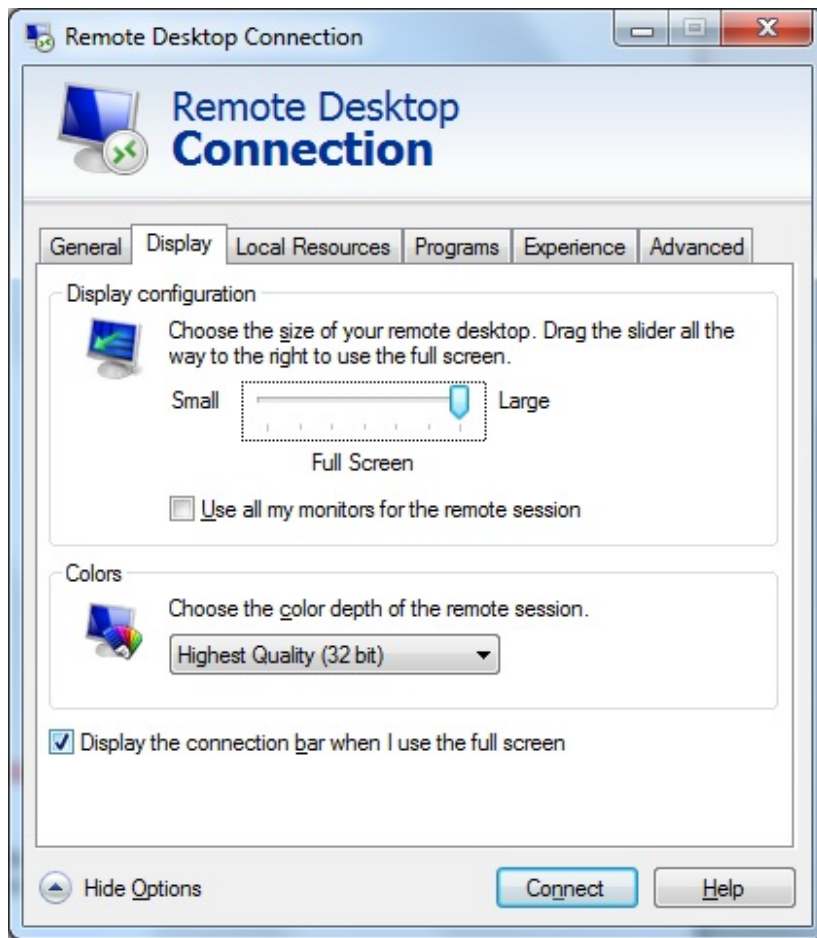 Remote Desktop Connection
Remote Desktop
Connection
General Display Local Resources Programs Experience Advanced
Display configuration
Choose the size of your remote desktop. Drag the slider all the
way to the right to use the full screen.
Small Large
Full Screen
Use all my monitors for the remote session
Colors
Choose the color depth of the remote session.
Highest Quality (32 bit)
Display the connection bar when I use the full screen
Hide Options Connect Help